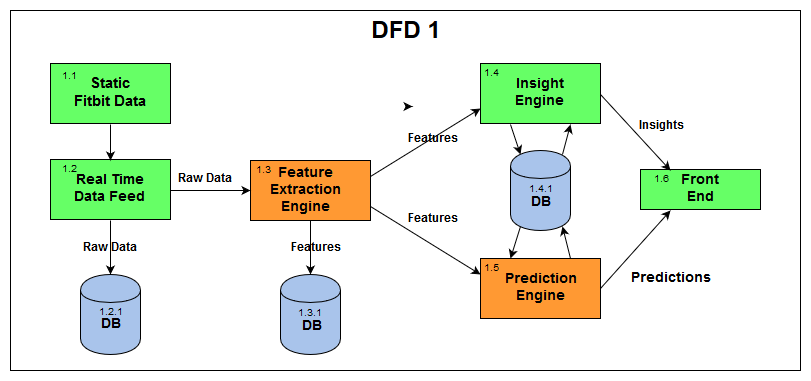 DFD 1
1.1
Static
Fitbit Data
1.2
Real Time
Data Feed
Raw Data
Raw Data
1.2.1
DB
1.3
Feature
Extraction
Engine
Features
1.3.1
DB
Features
Features
1.4
Insight
Engine
1.4.1
DB
1.5
Prediction
Engine
Insights
Predictions
1.6
Front
End